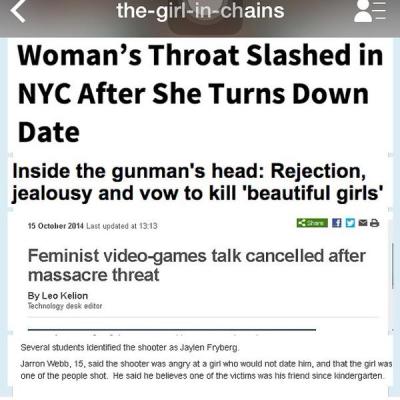 the-girl-in-chains
Woman's Throat Slashed in
NYC After She Turns Down
Date
Inside the gunman's head: Rejection,
jealousy and vow to kill 'beautiful girls'
15 October 2014 Last updated at 13:13
Share
Feminist video-games talk cancelled after
massacre threat
By Leo Kelion
Technology desk editor
Several students identified the shooter as Jaylen Fryberg.
Jarron Webb, 15, said the shooter was angry at a girl who would not date him, and that the girl was
one of the people shot. He said he believes one of the victims was his friend since kindergarten.